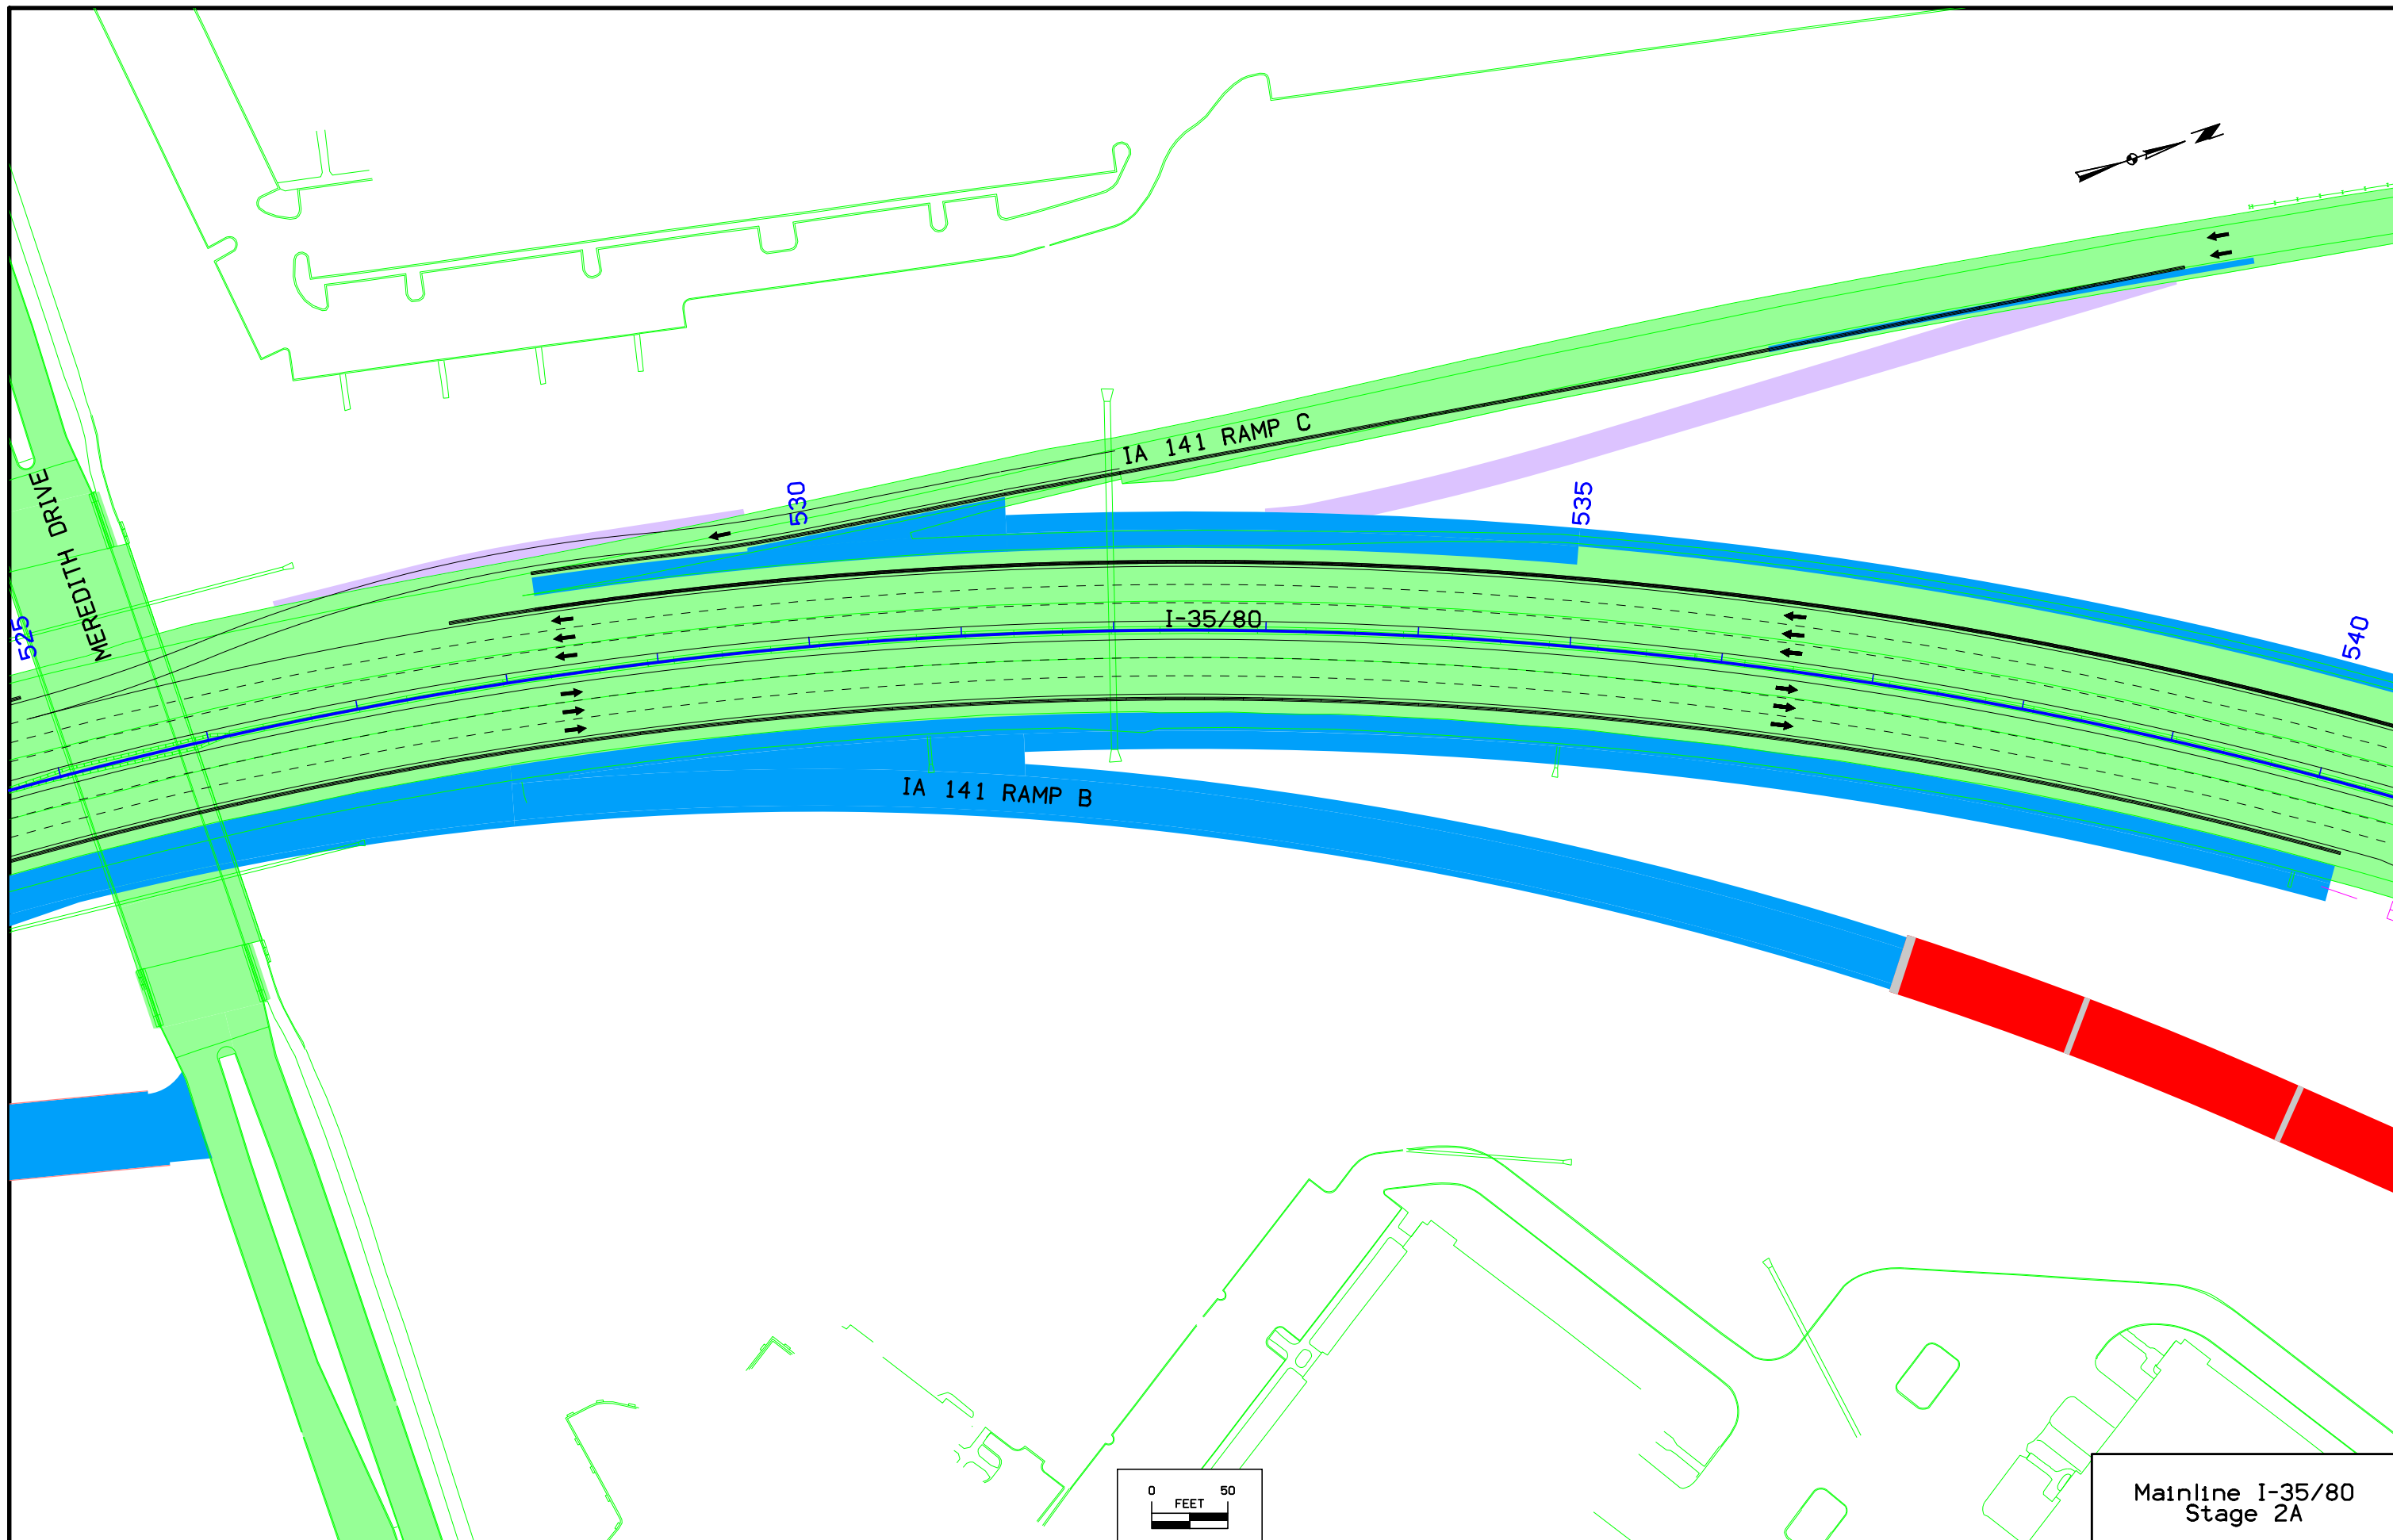 N
IA 141 RAMP C
MEREDITH DRIVE
530
535
525
I-35/80
540
IA 141 RAMP B
0 50
FEET
Mainline I-35/80
Stage 2A